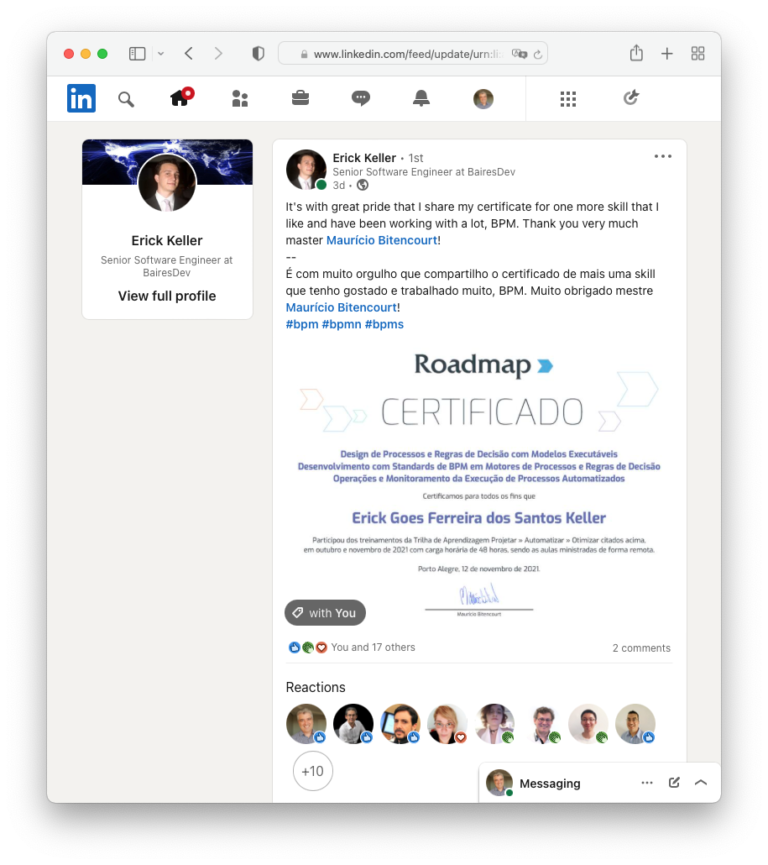 www.linkedin.com/feed/update/urn:li:
in
Erick Keller
Senior Software Engineer at
BairesDev
View full profile
Erick Keller • 1st
Senior Software Engineer at BairesDev
3d •
It's with great pride that I share my certificate for one more skill that I
like and have been working with a lot, BPM. Thank you very much
master Maurício Bitencourt!
--
É com muito orgulho que compartilho o certificado de mais uma skill
que tenho gostado e trabalhado muito, BPM. Muito obrigado mestre
Maurício Bitencourt!
#bpm #bpmn #bpms
Roadmap
CERTIFICADO
Design de Processos e Regras de Decisão com Modelos Executáveis
Desenvolvimento com Standards de BPM em Motores de Processos e Regras de Decisão
Operações e Monitoramento da Execução de Processos Automatizados
Certificamos para todos os fins que
Erick Goes Ferreira dos Santos Keller
Participou dos treinamentos da Trilha de Aprendizagem Projetar » Automatizar » Otimizar citados acima,
em outubro e novembro de 2021 com carga horária de 48 horas, sendo as aulas ministradas de forma remota.
Porto Alegre, 12 de novembro de 2021.
Maurício Bitencourt
with You
You and 17 others
2 comments
Reactions
+10
Messaging